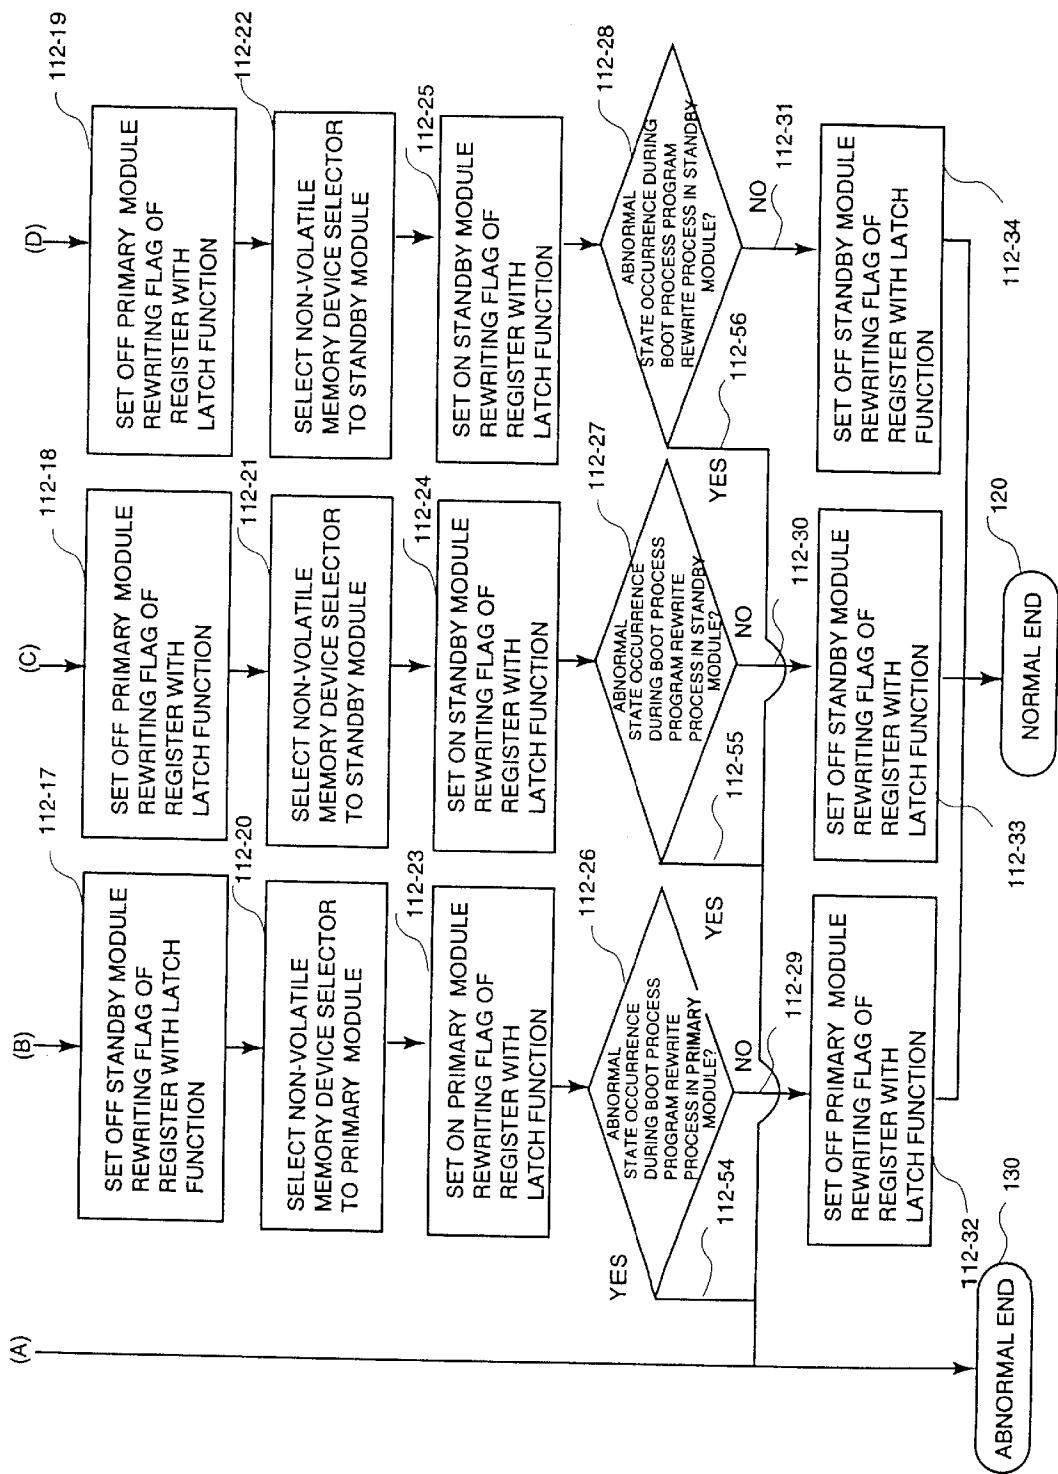 (A)
(B)
(C)
(D)
112-17
SET OFF STANDBY MODULE
REWRITING FLAG OF
REGISTER WITH LATCH
FUNCTION
112-18
SET OFF PRIMARY MODULE
REWRITING FLAG OF
REGISTER WITH
LATCH FUNCTION
112-19
SET OFF PRIMARY MODULE
REWRITING FLAG OF
REGISTER WITH
LATCH FUNCTION
112-20
SELECT NON-VOLATILE
MEMORY DEVICE SELECTOR
TO PRIMARY MODULE
112-21
SELECT NON-VOLATILE
MEMORY DEVICE SELECTOR
TO STANDBY MODULE
112-22
SELECT NON-VOLATILE
MEMORY DEVICE SELECTOR
TO STANDBY MODULE
112-23
SET ON PRIMARY MODULE
REWRITING FLAG OF
REGISTER WITH
LATCH FUNCTION
112-24
SET ON STANDBY MODULE
REWRITING FLAG OF
REGISTER WITH
LATCH FUNCTION
112-25
SET ON STANDBY MODULE
REWRITING FLAG OF
REGISTER WITH
LATCH FUNCTION
112-26
ABNORMAL
STATE OCCURRENCE
DURING BOOT PROCESS
PROGRAM REWRITE
PROCESS IN PRIMARY
MODULE?
YES
112-54
NO
112-29
112-27
ABNORMAL
STATE OCCURRENCE
DURING BOOT PROCESS
PROGRAM REWRITE
PROCESS IN STANDBY
MODULE?
YES
112-55
NO
112-30
112-28
ABNORMAL
STATE OCCURRENCE DURING
BOOT PROCESS PROGRAM
REWRITE PROCESS IN STANDBY
MODULE?
YES
112-56
NO
112-31
SET OFF PRIMARY MODULE
REWRITING FLAG OF
REGISTER WITH
LATCH FUNCTION
112-32
SET OFF STANDBY MODULE
REWRITING FLAG OF
REGISTER WITH
LATCH FUNCTION
112-33
SET OFF STANDBY MODULE
REWRITING FLAG OF
REGISTER WITH LATCH
FUNCTION
112-34
130
ABNORMAL END
120
NORMAL END